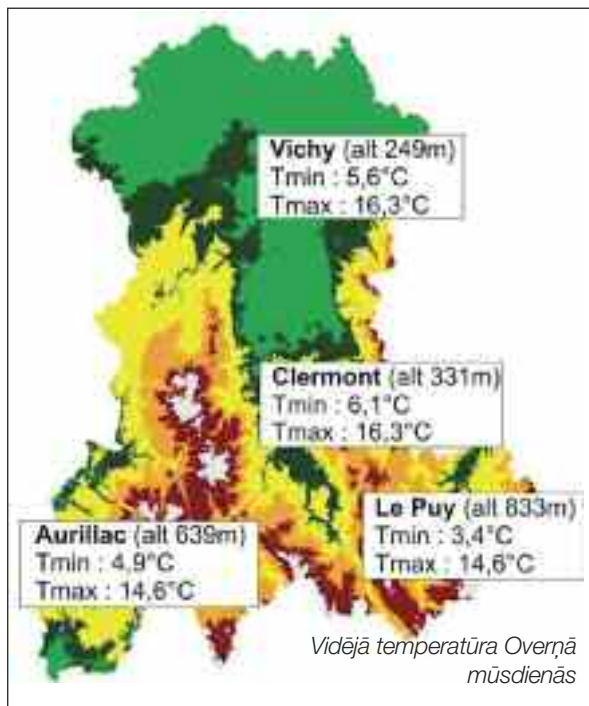 Vichy (alt 249m)
Tmin : 5,6°C
Tmax : 16,3°C
Clermont (alt 331m)
Tmin : 6,1°C
Tmax : 16,3°C
Le Puy (alt 833m)
Tmin : 3,4°C
Tmax : 14,6°C
Aurillac (alt 639m)
Tmin : 4,9°C
Tmax : 14,6°C
Vidējā temperatūra Overņā
mūsdienās